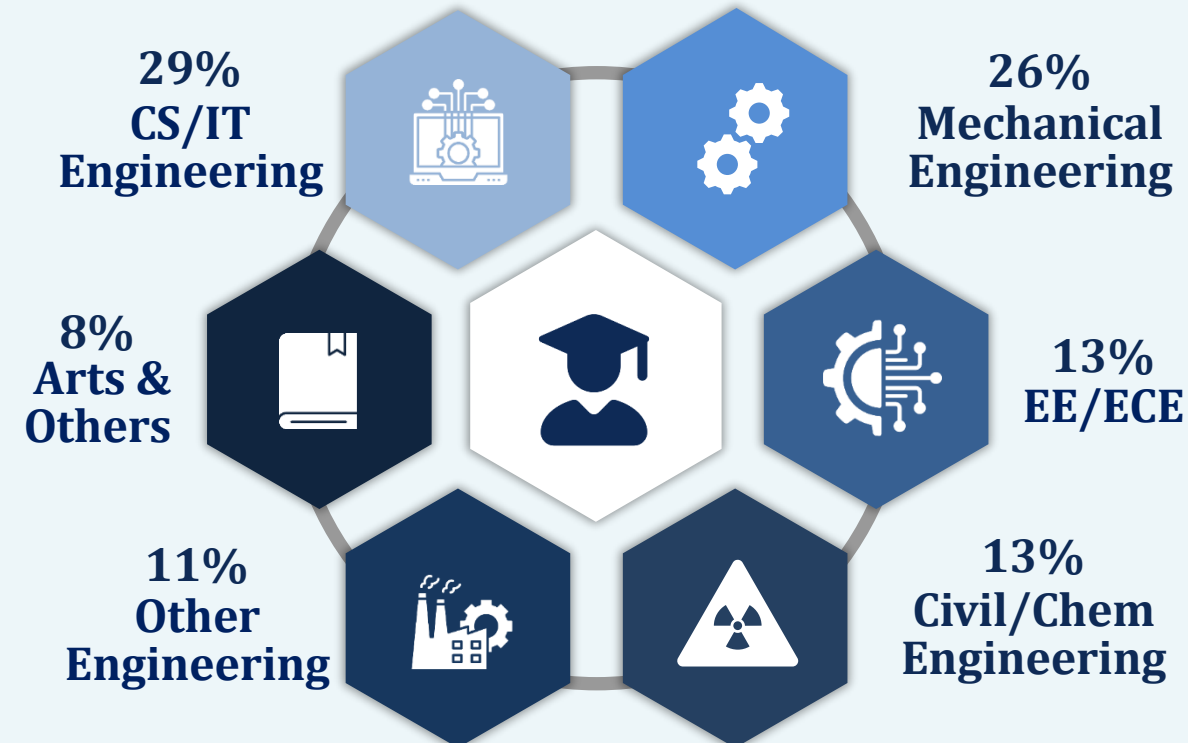 29%
CS/IT
Engineering
26%
Mechanical
Engineering
8%
Arts &
Others
13%
EE/ECE
11%
Other
Engineering
13%
Civil/Chem
Engineering